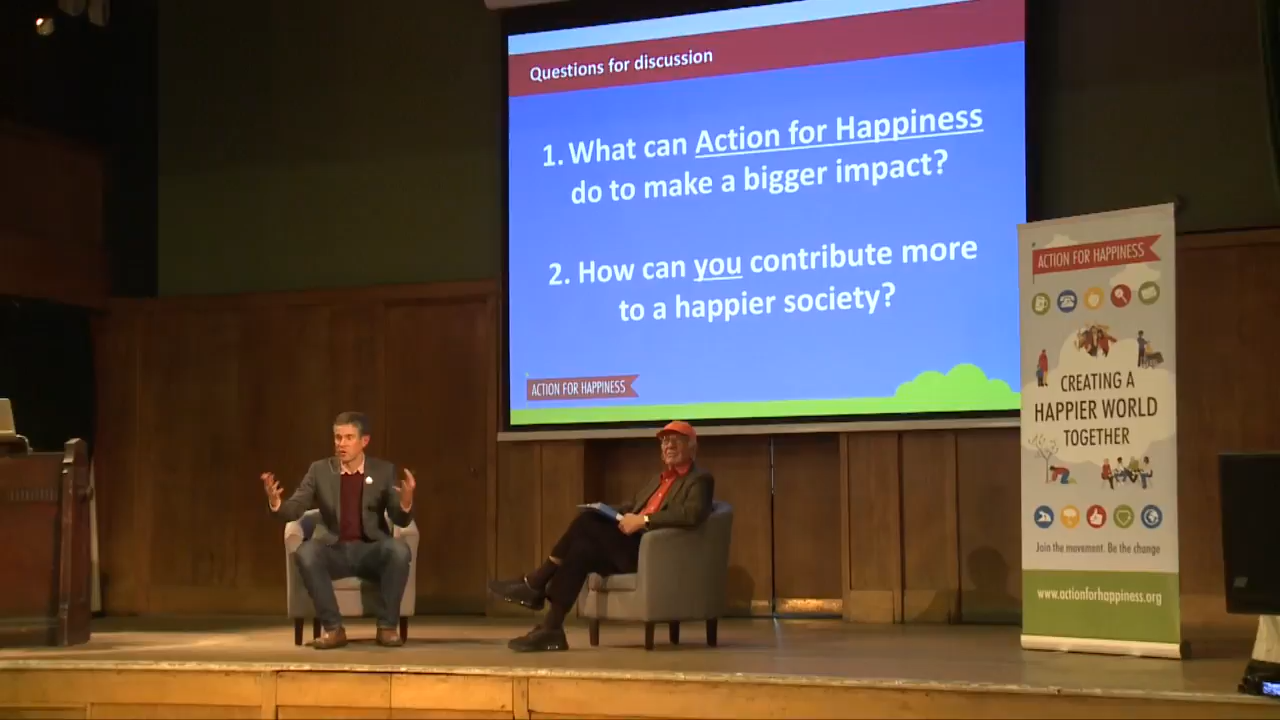 Questions for discussion
1. What can Action for Happiness
do to make a bigger impact?
2. How can you contribute more
to a happier society?
ACTION FOR HAPPINESS
ACTION FOR HAPPINESS
CREATING A
HAPPIER WORLD
TOGETHER
Join the movement. Be the change
www.actionforhappiness.org